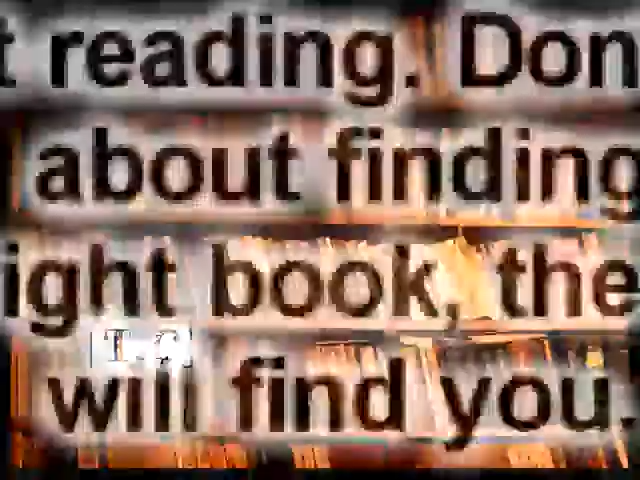 t reading. Don
about finding
ight book, the
will find you.